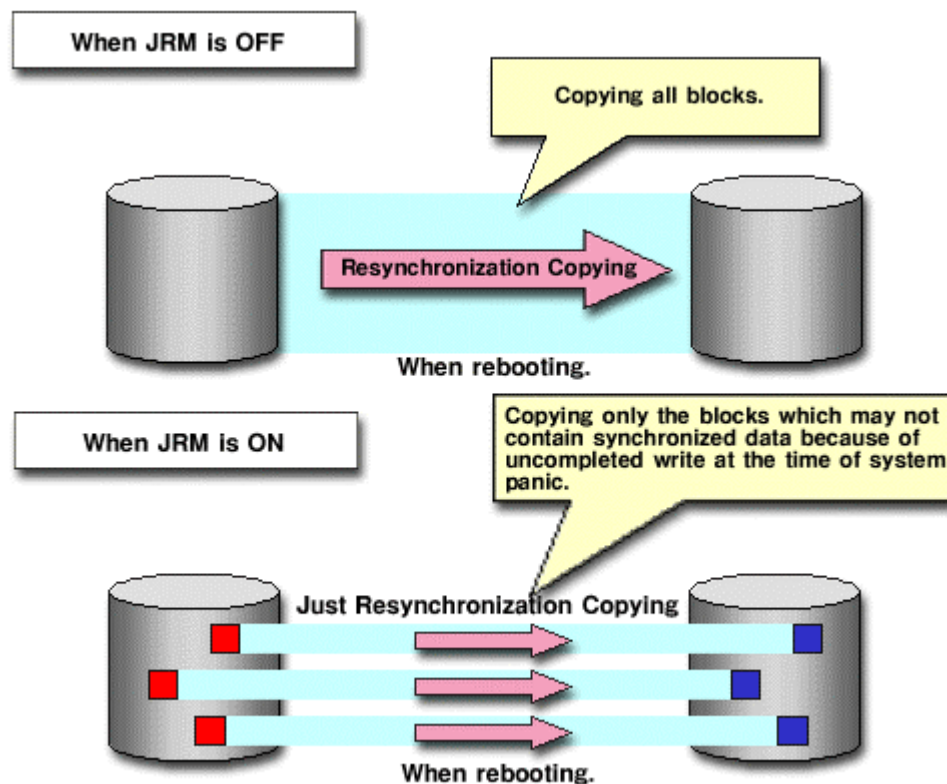 When JRM is OFF
Copying all blocks.
Resynchronization Copying
When rebooting.
When JRM is ON
Copying only the blocks which may not
contain synchronized data because of
uncompleted write at the time of system
panic.
Just Resynchronization Copying
When rebooting.